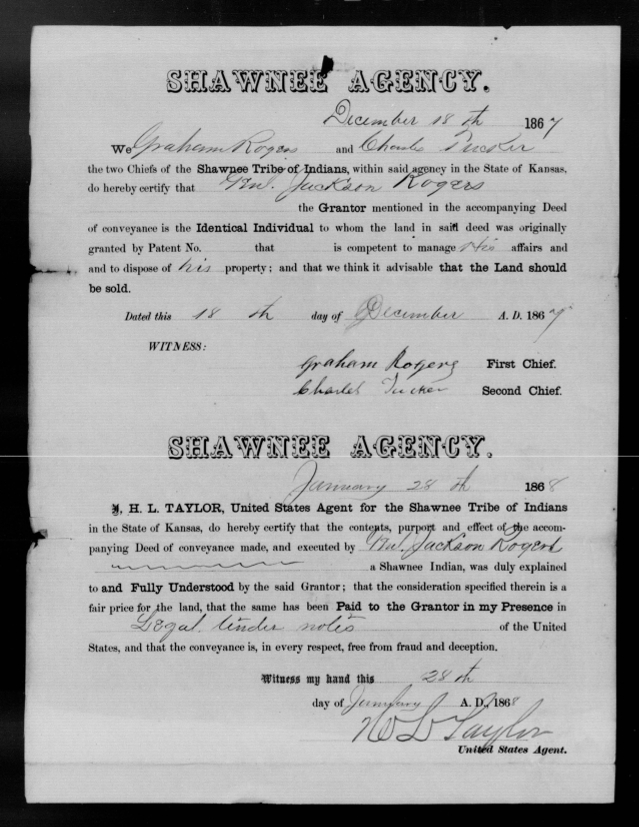 SHAWNEE AGENCY.
December 18 th 1867
We Graham Rogers and Charles Tucker
the two Chiefs of the Shawnee Tribe of Indians, within said agency in the State of Kansas,
do hereby certify that Wm. Jackson Rogers
the Grantor mentioned in the accompanying Deed
of conveyance is the Identical Individual to whom the land in said deed was originally
granted by Patent No. that is competent to manage His affairs and
and to dispose of his property; and that we think it advisable that the Land should
be sold.
Dated this 18 th day of December A. D. 1867
WITNESS:
Graham Rogers First Chief.
Charles Tucker Second Chief.
SHAWNEE AGENCY.
January 28 th 1868
I, H. L. TAYLOR, United States Agent for the Shawnee Tribe of Indians
in the State of Kansas, do hereby certify that the contents, purport and effect of the accom-
panying Deed of conveyance made, and executed by Wm. Jackson Rogers
a Shawnee Indian, was duly explained
to and Fully Understood by the said Grantor; that the consideration specified therein is a
fair price for the land, that the same has been Paid to the Grantor in my Presence in
Legal tender notes of the United
States, and that the conveyance is, in every respect, free from fraud and deception.
Witness my hand this 28 th
day of January A. D., 1868
H L Taylor
United States Agent.